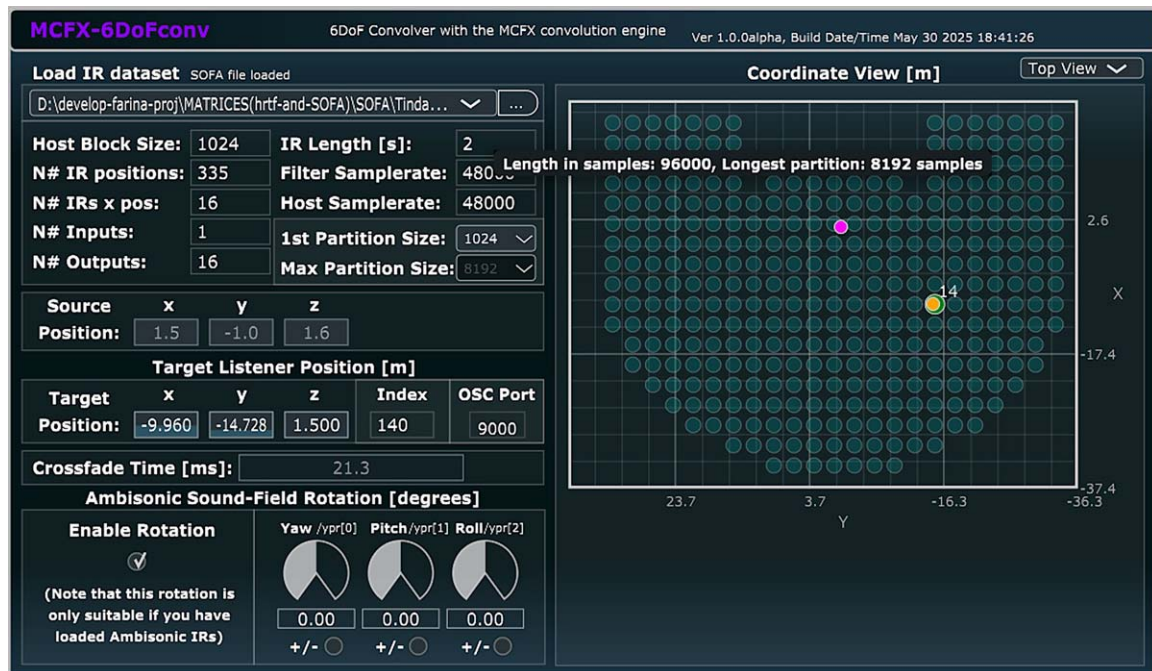 MCFX-6DoFconv
6DoF Convolver with the MCFX convolution engine
Ver 1.0.0alpha, Build Date/Time May 30 2025 18:41:26
Load IR dataset SOFA file loaded
D:\develop-farina-proj\MATRICES(hrtf-and-SOFA)\SOFA\Tinda... ...
Host Block Size: 1024 IR Length [s]: 2
N# IR positions: 335 Filter Samplerate:
N# IRs x pos: 16 Host Samplerate: 48000
N# Inputs: 1 1st Partition Size: 1024
N# Outputs: 16 Max Partition Size: 8192
Length in samples: 96000, Longest partition: 8192 samples
Source x y z
Position: 1.5 -1.0 1.6
Target Listener Position [m]
Target x y z Index OSC Port
Position: -9.960 -14.728 1.500 140 9000
Crossfade Time [ms]: 21.3
Ambisonic Sound-Field Rotation [degrees]
Enable Rotation
(Note that this rotation is
only suitable if you have
loaded Ambisonic IRs)
Yaw /ypr[0] Pitch/ypr[1] Roll/ypr[2]
0.00 0.00 0.00
+/- +/- +/-
Coordinate View [m]
Top View
2.6
14
X
-17.4
-37.4
23.7 3.7 -16.3 -36.3
Y